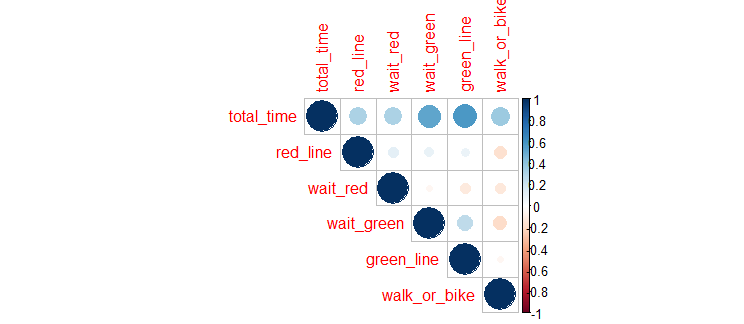 total_time
red_line
wait_red
wait_green
green_line
walk_or_bike
total_time
red_line
wait_red
wait_green
green_line
walk_or_bike
1
0.8
0.6
0.4
0.2
0
-0.2
-0.4
-0.6
-0.8
-1